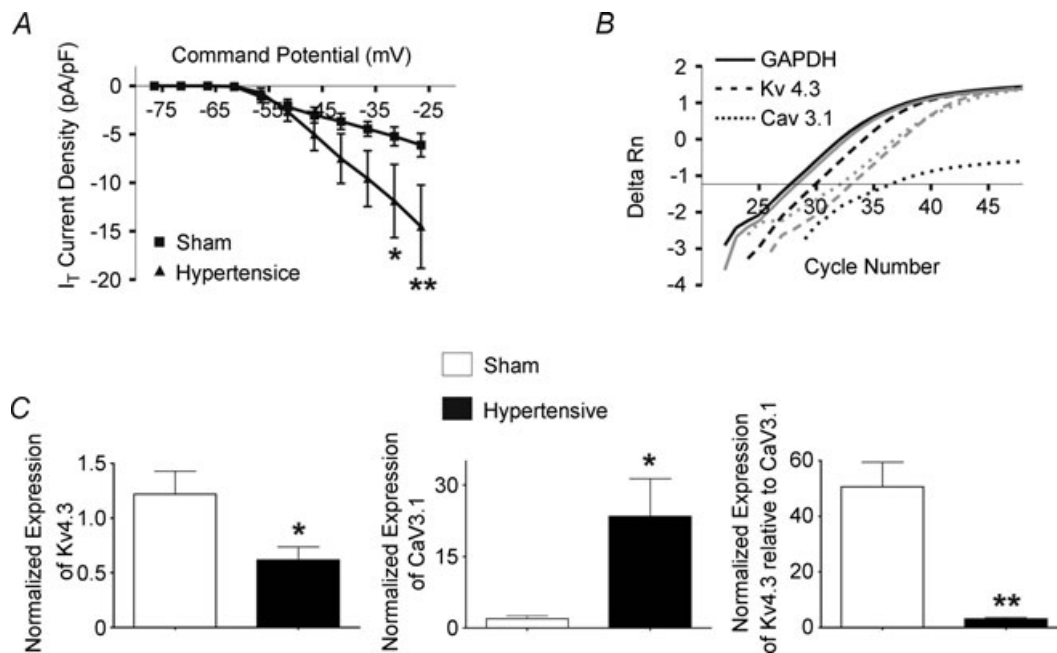 A
Command Potential (mV)
0
-5
-10
-15
-20
-75
-65
-55
-45
-35
-25
I_T Current Density (pA/pF)
Sham
Hypertensice
*
**
B
GAPDH
Kv 4.3
Cav 3.1
2
1
0
-1
-2
-3
-4
Delta Rn
25
30
35
40
45
Cycle Number
Sham
Hypertensive
C
Normalized Expression
of Kv4.3
1.5
1.0
0.5
0
*
Normalized Expression
of CaV3.1
30
15
0
*
Normalized Expression
of Kv4.3 relative to CaV3.1
60
40
20
0
**